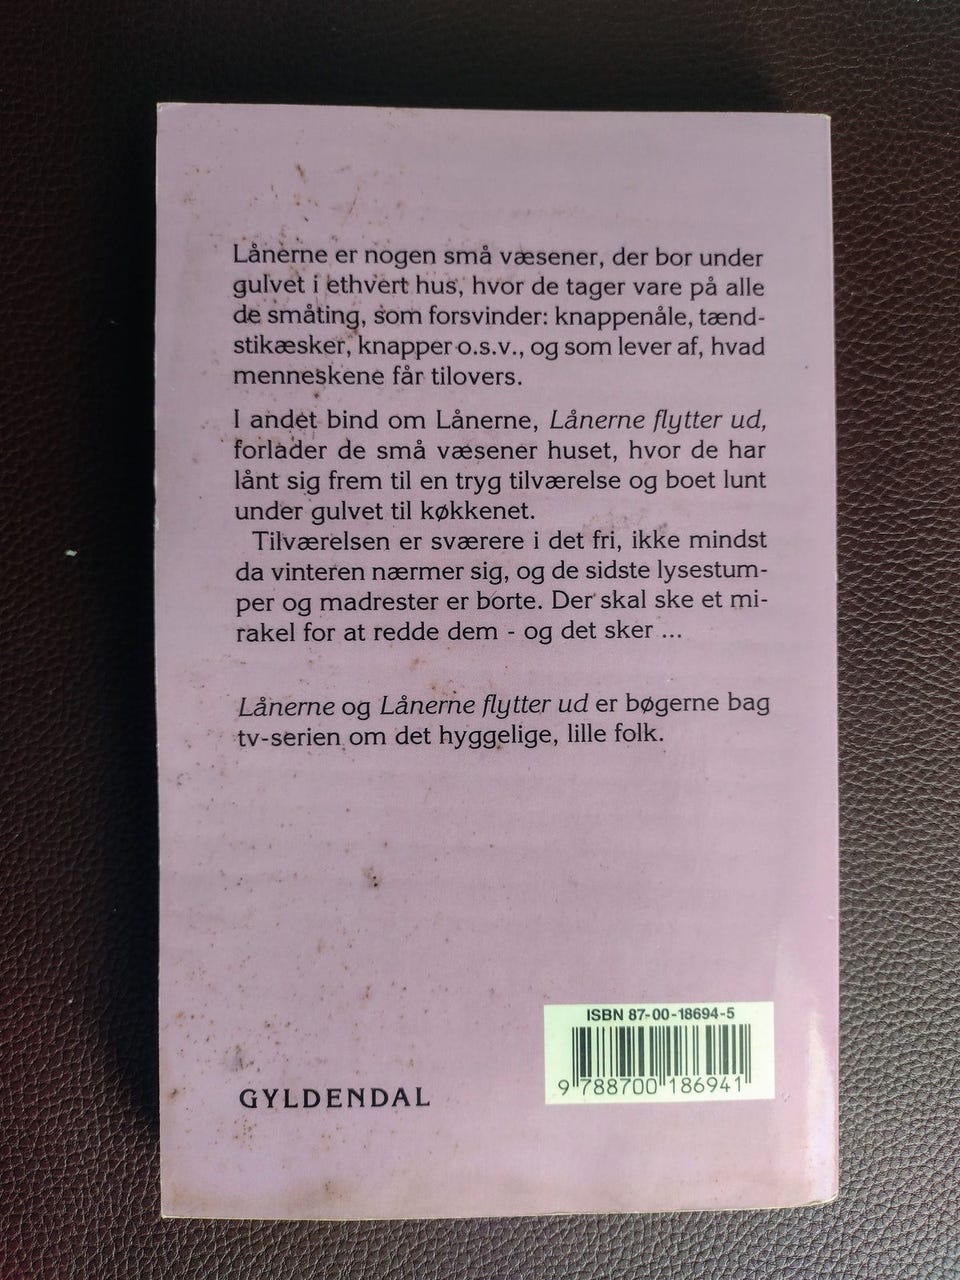 Lånerne er nogen små væsener, der bor under
gulvet i ethvert hus, hvor de tager vare på alle
de småting, som forsvinder: knappenåle, tænd-
stikæsker, knapper o.s.v., og som lever af, hvad
menneskene får tilovers.
I andet bind om Lånerne, Lånerne flytter ud,
forlader de små væsener huset, hvor de har
lånt sig frem til en tryg tilværelse og boet lunt
under gulvet til køkkenet.
Tilværelsen er sværere i det fri, ikke mindst
da vinteren nærmer sig, og de sidste lysestum-
per og madrester er borte. Der skal ske et mi-
rakel for at redde dem - og det sker ...
Lånerne og Lånerne flytter ud er bøgerne bag
tv-serien om det hyggelige, lille folk.
ISBN 87-00-18694-5
9 788700 186941
GYLDENDAL